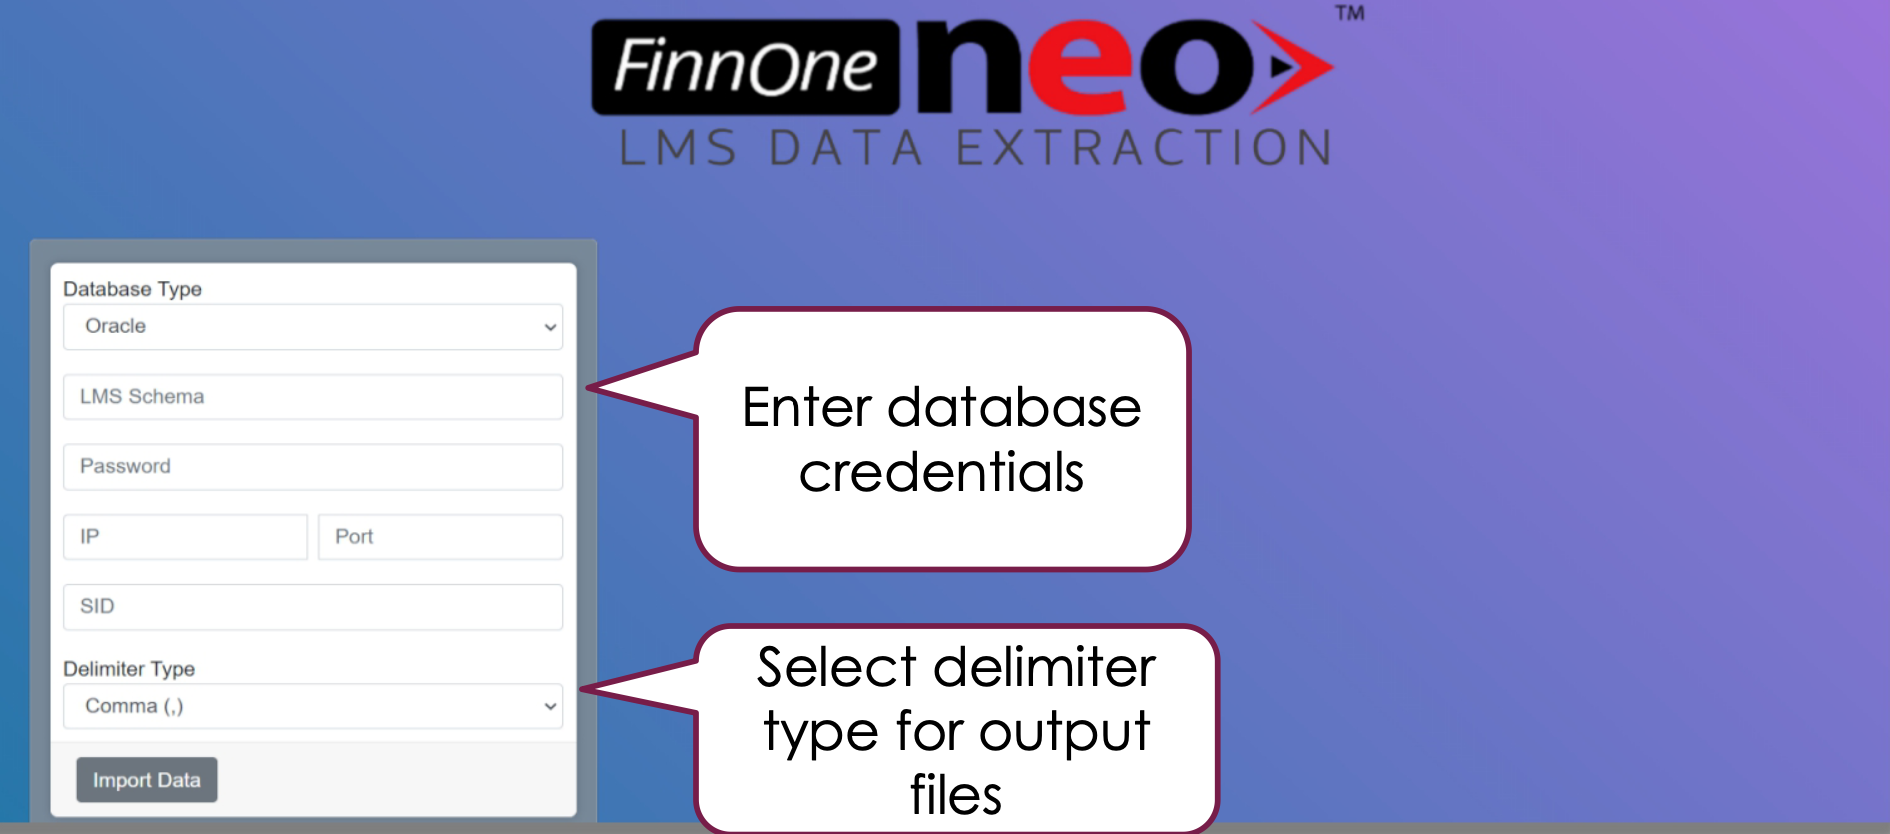 FinnOne neo ™
LMS DATA EXTRACTION
Database Type
Oracle
LMS Schema
Password
IP
Port
SID
Delimiter Type
Comma (,)
Import Data
Enter database
credentials
Select delimiter
type for output
files